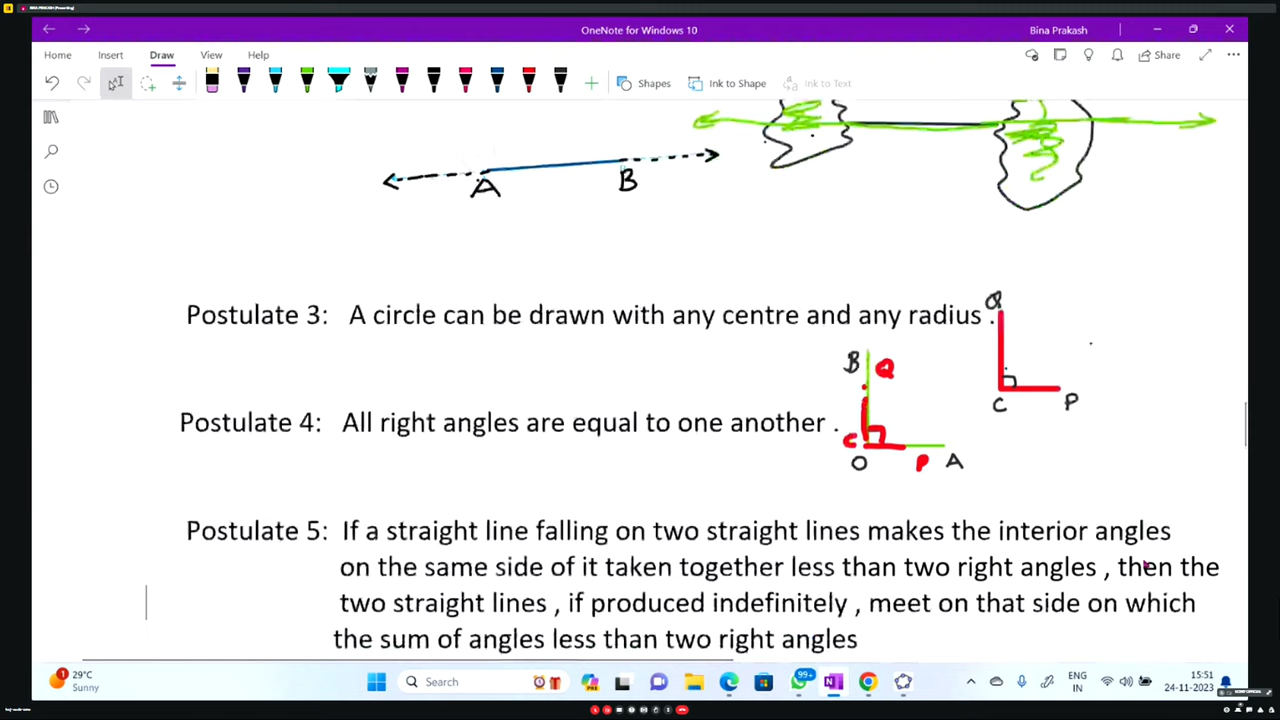 BINA PRAKASH (Presenting)
OneNote for Windows 10
Bina Prakash
Home Insert Draw View Help
Share
Shapes
Ink to Shape
Ink to Text
A
B
Postulate 3: A circle can be drawn with any centre and any radius .
Q
C
P
B
Q
Postulate 4: All right angles are equal to one another .
C
O
P
A
Postulate 5: If a straight line falling on two straight lines makes the interior angles
on the same side of it taken together less than two right angles , then the
two straight lines , if produced indefinitely , meet on that side on which
the sum of angles less than two right angles
1
29°C
Sunny
Search
99+
ENG
IN
15:51
24-11-2023